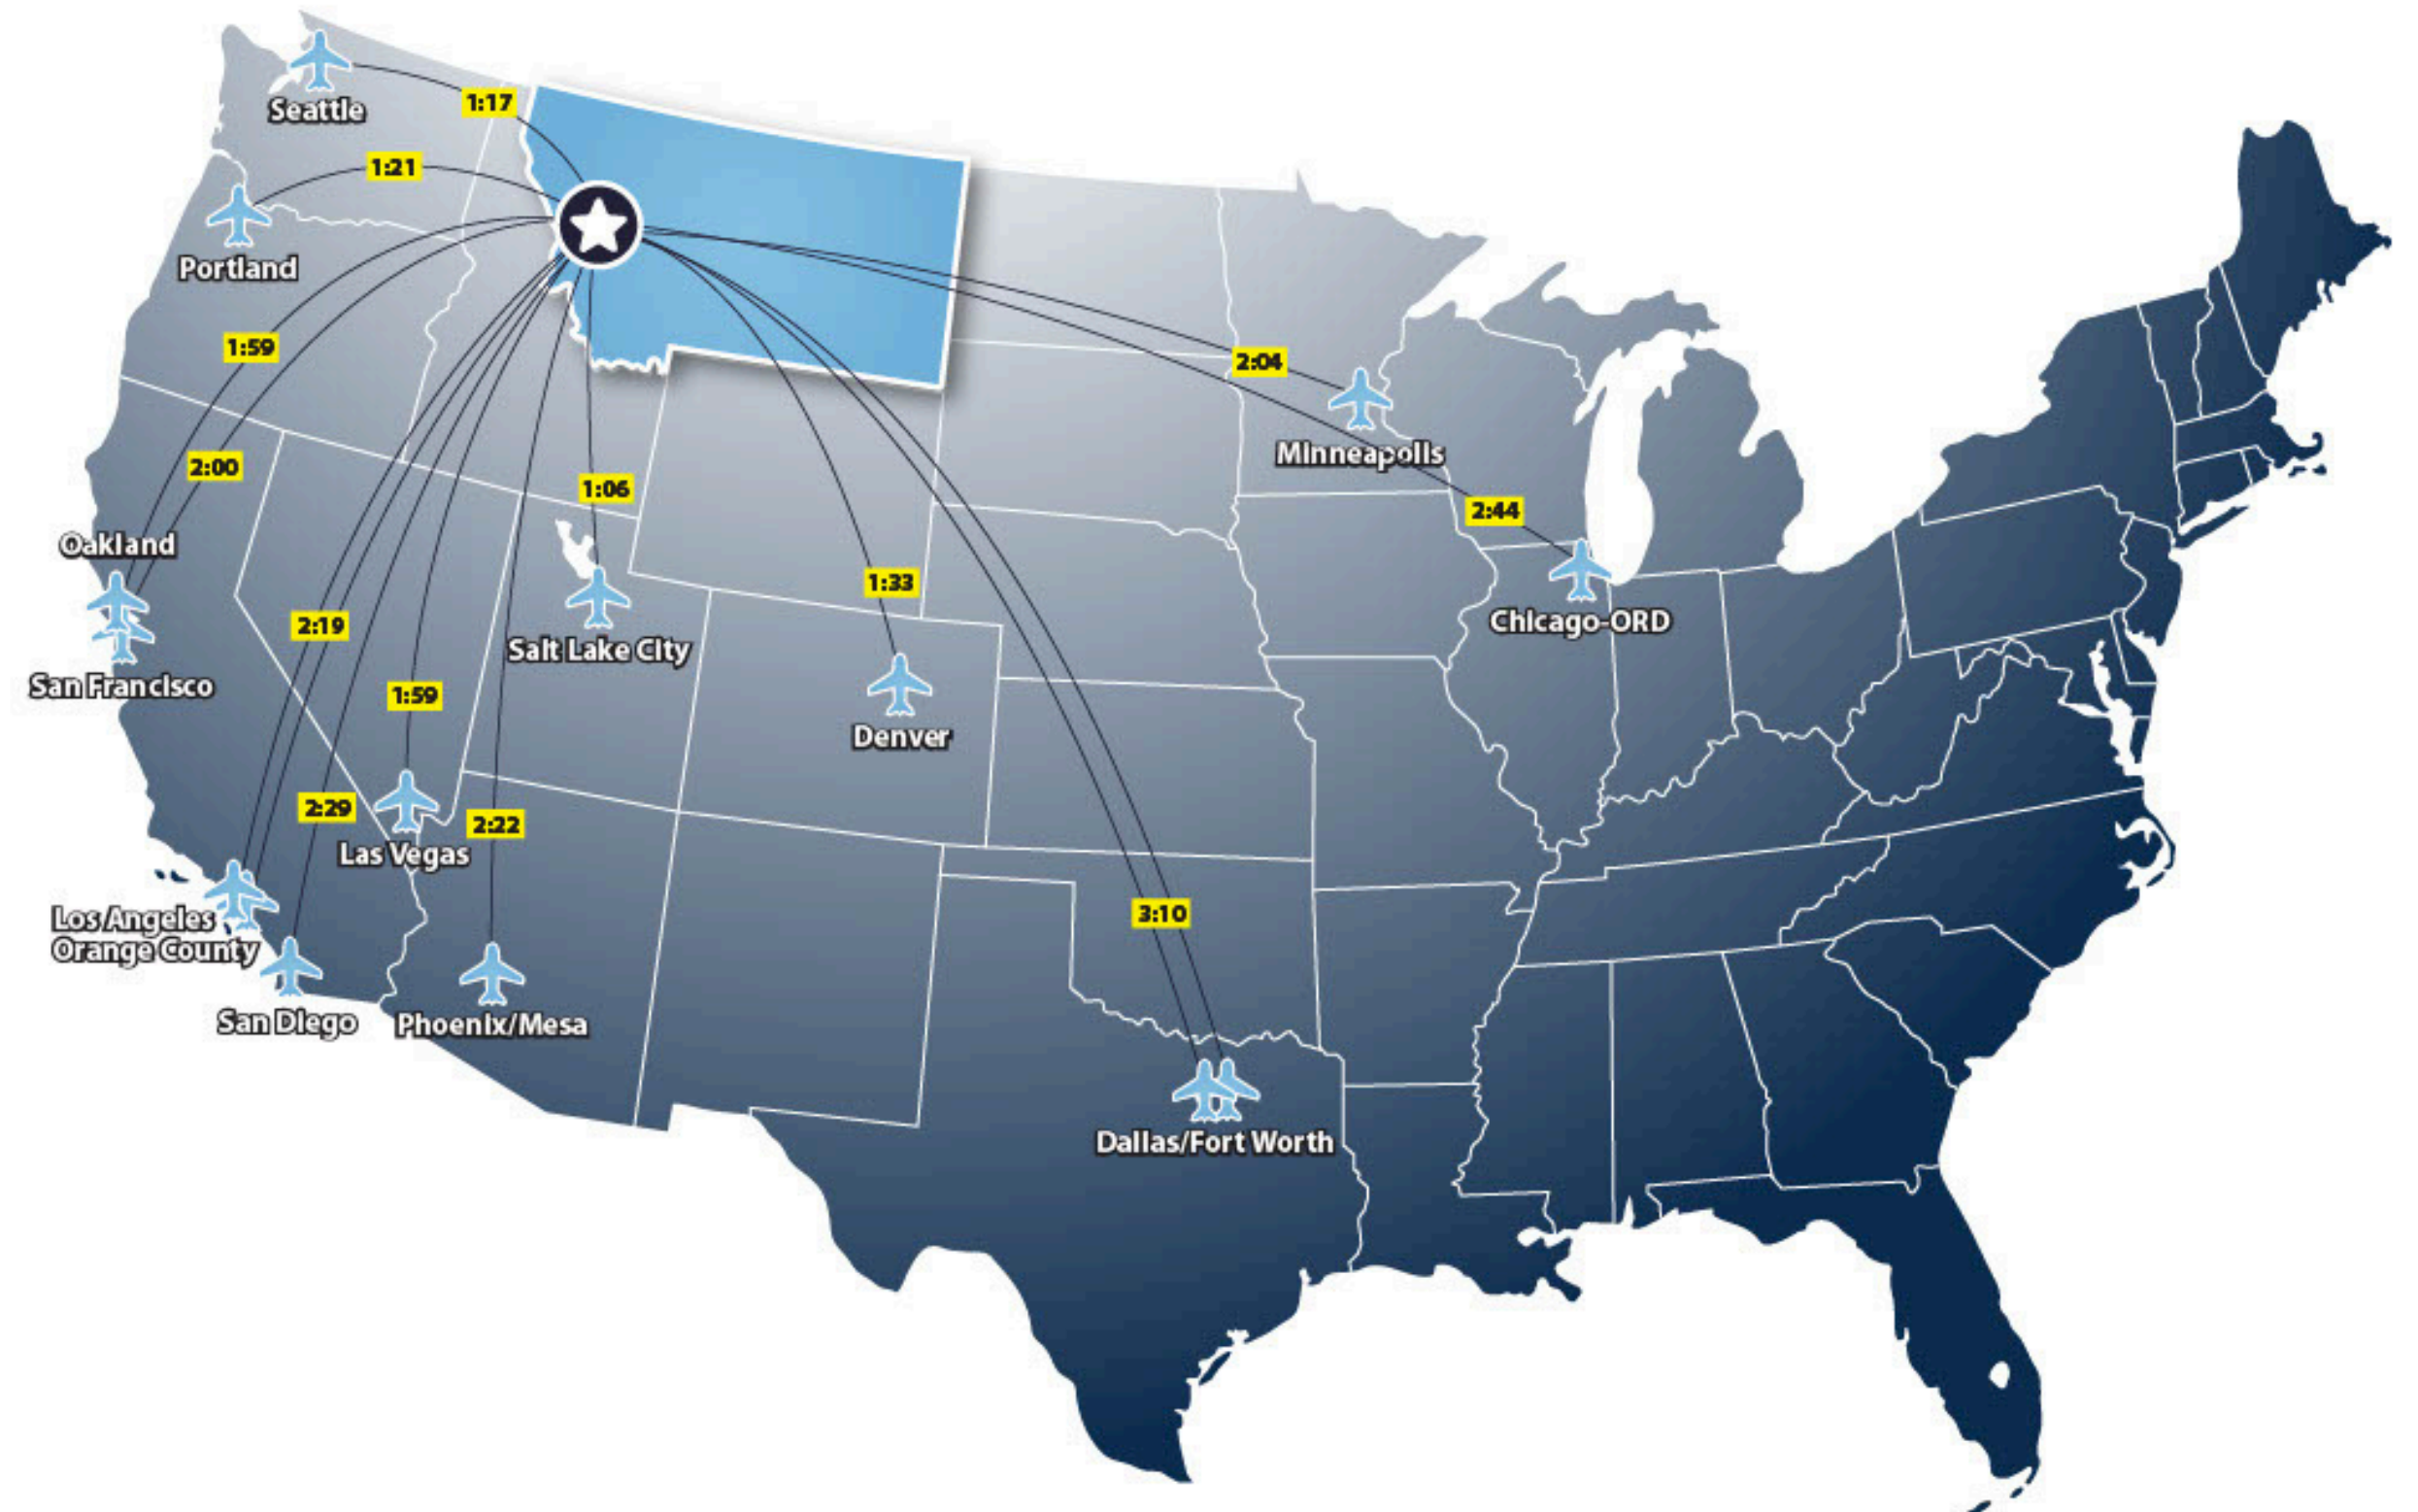 Seattle
1:17
1:21
Portland
1:59
2:00
2:04
Minneapolis
2:44
1:06
Oakland
1:33
San Francisco
2:19
Salt Lake City
Chicago-ORD
1:59
Denver
2:29
2:22
Las Vegas
Los Angeles
Orange County
3:10
San Diego
Phoenix/Mesa
Dallas/Fort Worth